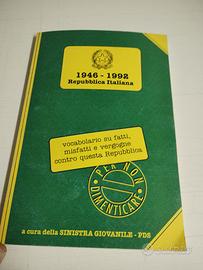 1946 - 1992
Repubblica Italiana
vocabolario su fatti,
misfatti e vergogne
contro questa Repubblica
PER NON
DIMENTICARE
a cura della SINISTRA GIOVANILE - PDS